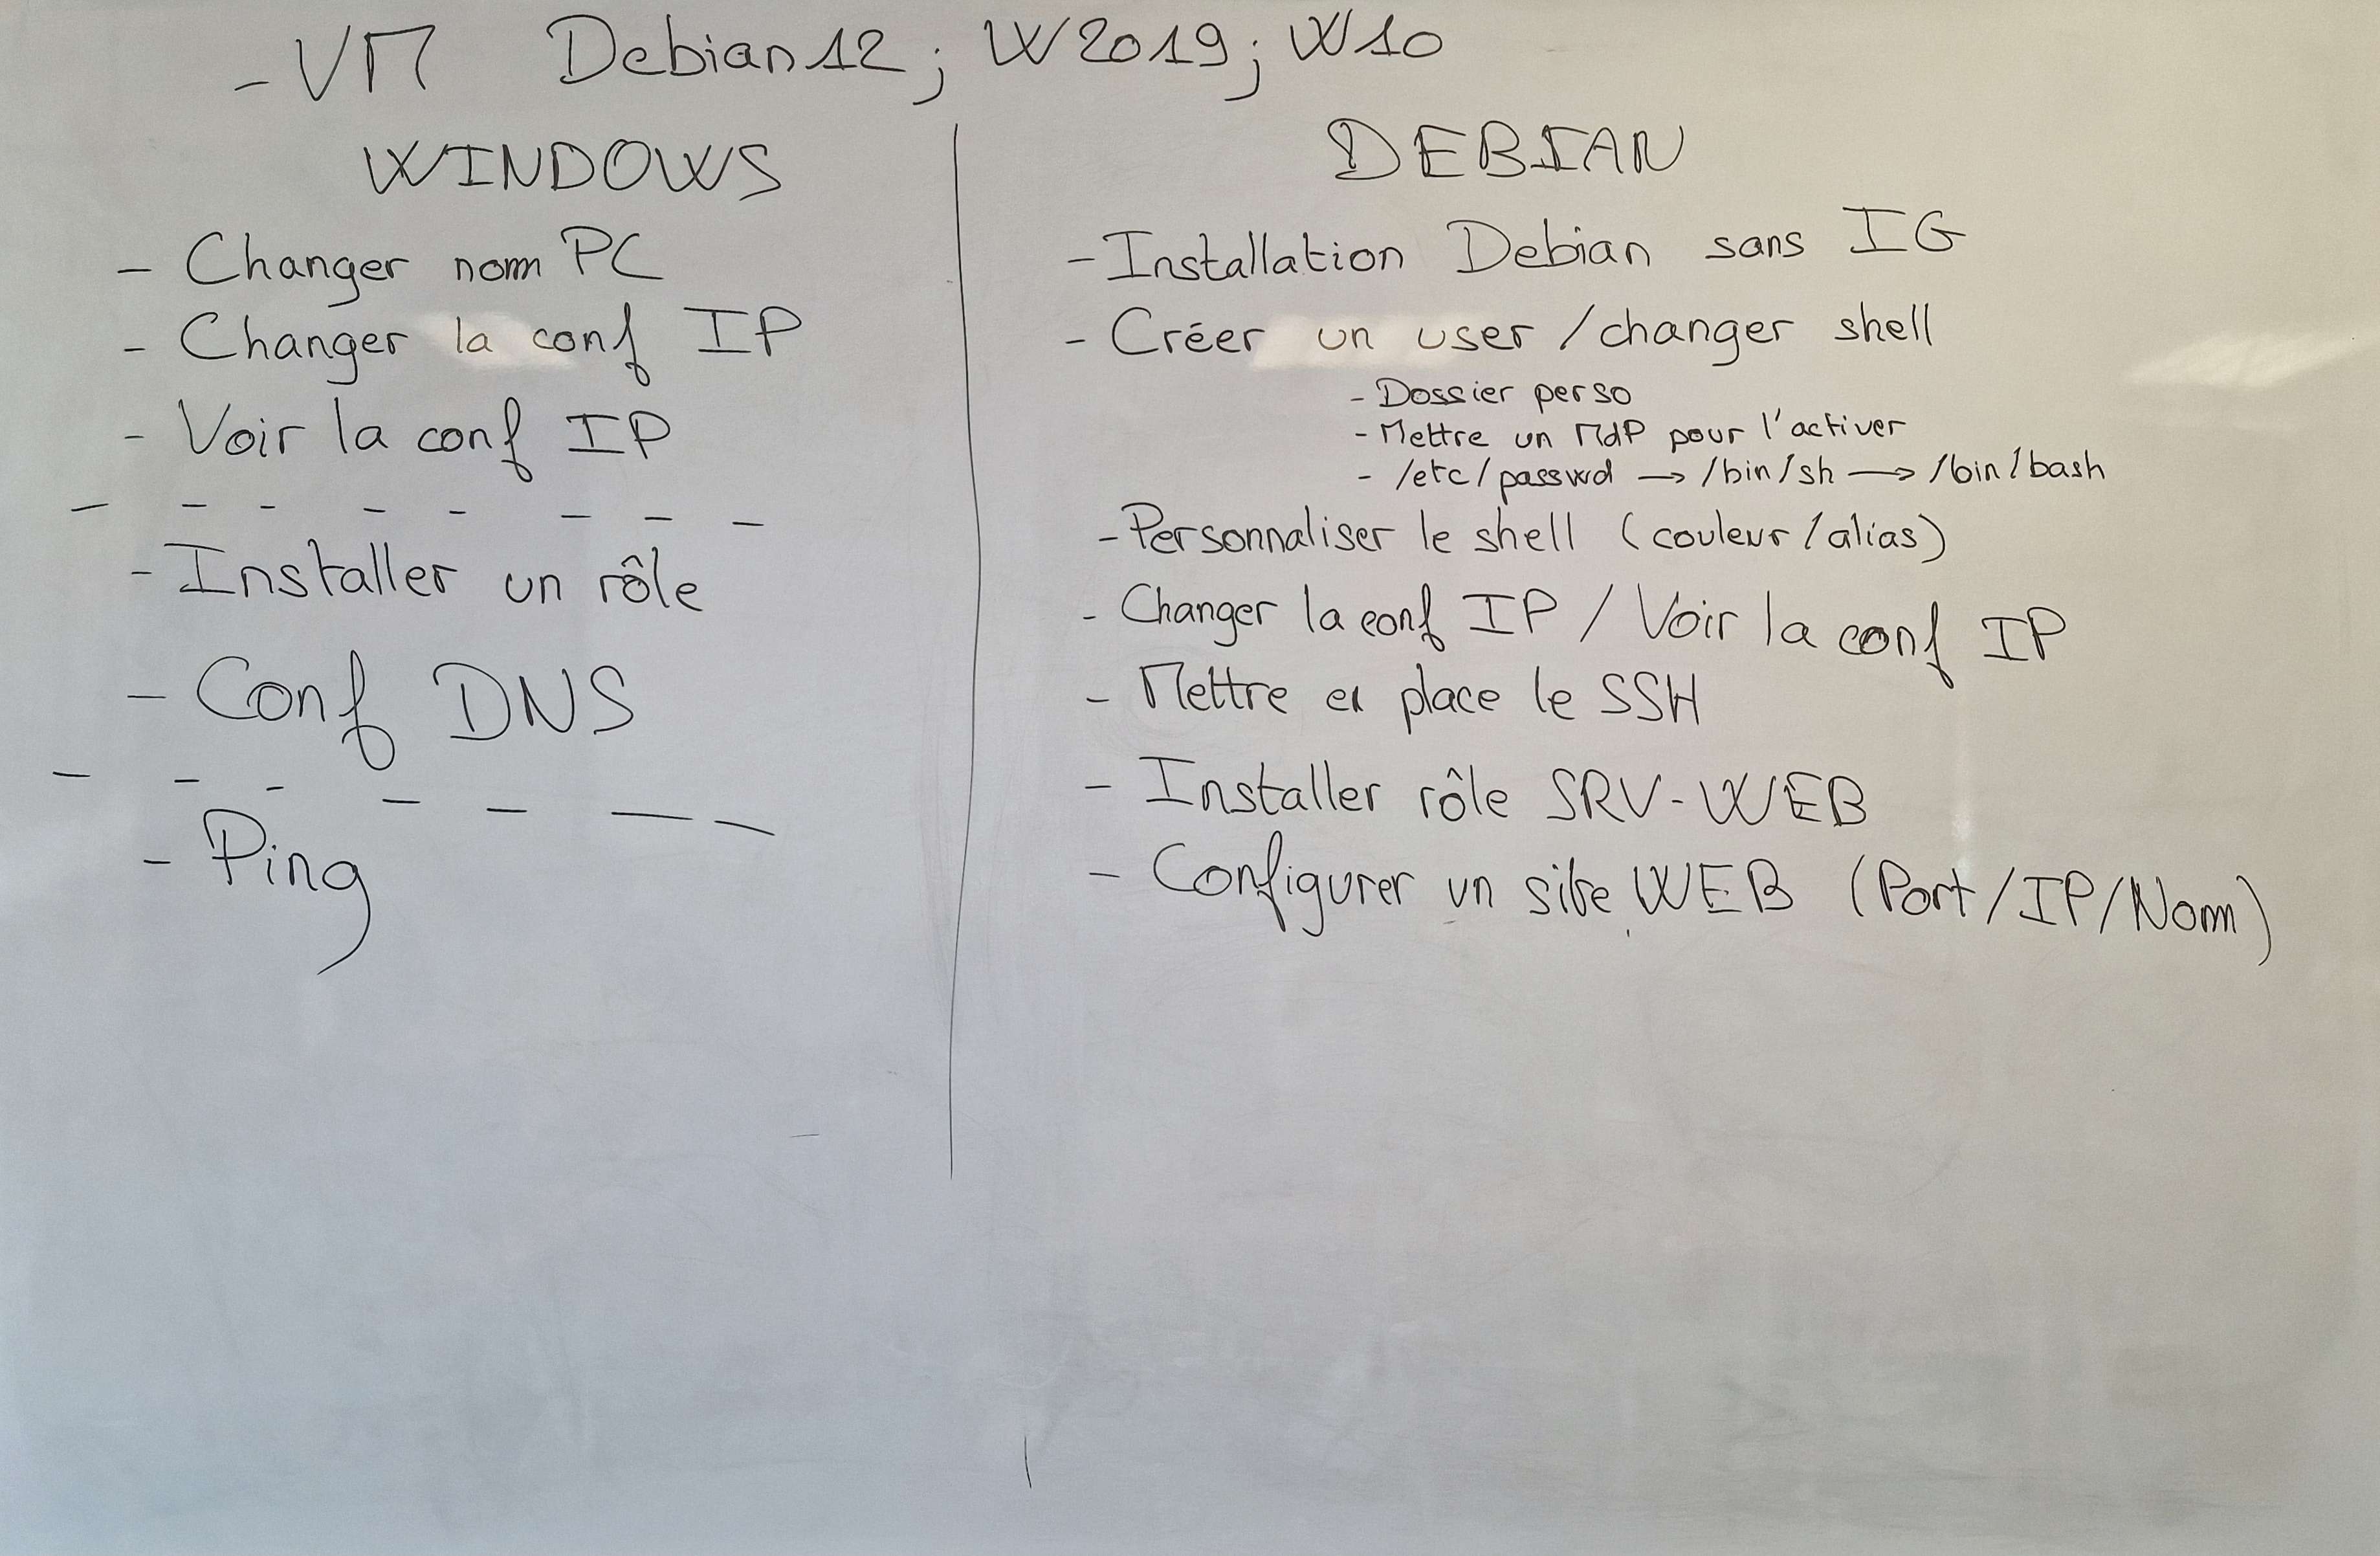 - VM Debian 12 ; W2019 ; W10
WINDOWS
- Changer nom PC
- Changer la conf IP
- Voir la conf IP
- - - - - - - -
- Installer un rôle
- Conf DNS
- - - - - - -
- Ping
DEBIAN
- Installation Debian sans IG
- Créer un user / changer shell
- Dossier perso
- Mettre un MdP pour l'activer
- /etc/passwd → /bin/sh → /bin/bash
- Personnaliser le shell (couleur / alias)
- Changer la conf IP / Voir la conf IP
- Mettre en place le SSH
- Installer rôle SRV-WEB
- Configurer un site WEB (Port/IP/Nom)